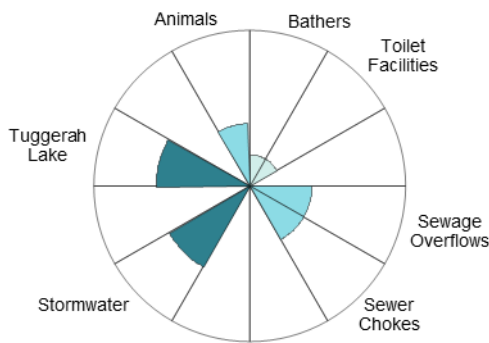 Animals
Bathers
Toilet
Facilities
Tuggerah
Lake
Sewage
Overflows
Stormwater
Sewer
Chokes